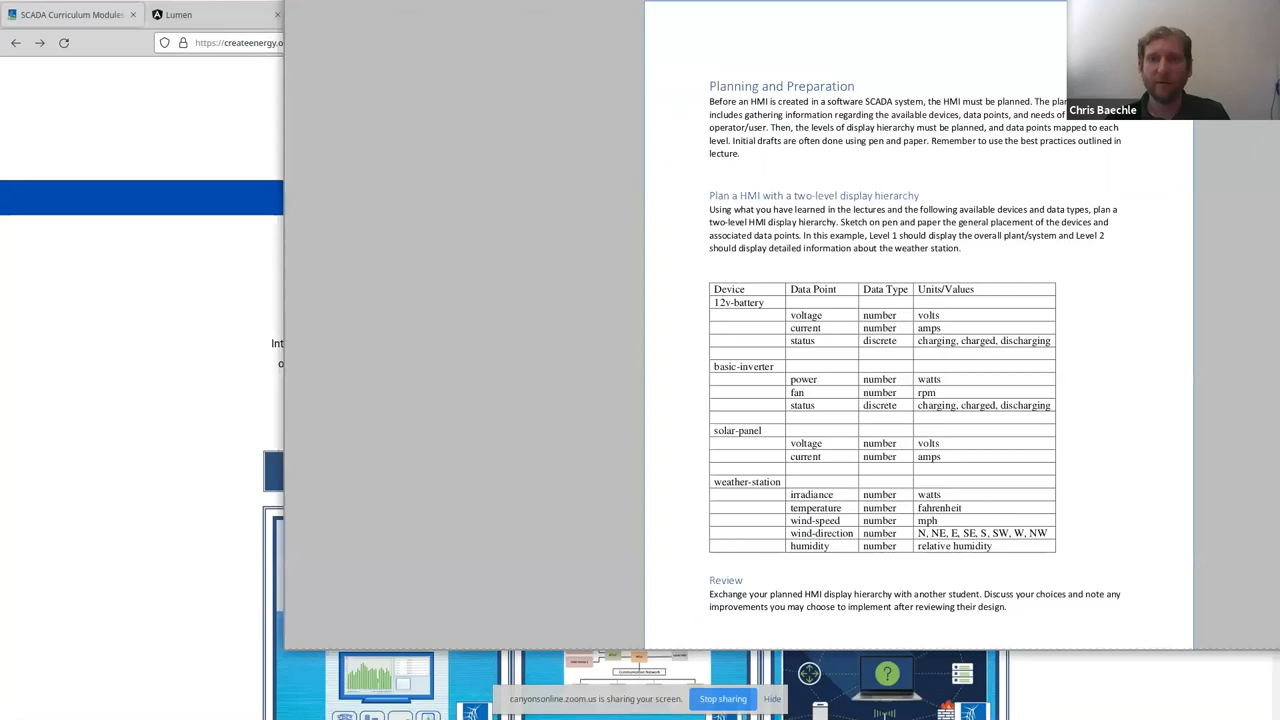 SCADA Curriculum Modules
Lumen
https://createenergy.o
Chris Baechle
Planning and Preparation
Before an HMI is created in a software SCADA system, the HMI must be planned. The pla
includes gathering information regarding the available devices, data points, and needs of
operator/user. Then, the levels of display hierarchy must be planned, and data points mapped to each
level. Initial drafts are often done using pen and paper. Remember to use the best practices outlined in
lecture.
Plan a HMI with a two-level display hierarchy
Using what you have learned in the lectures and the following available devices and data types, plan a
two-level HMI display hierarchy. Sketch on pen and paper the general placement of the devices and
associated data points. In this example, Level 1 should display the overall plant/system and Level 2
should display detailed information about the weather station.
Device Data Point Data Type Units/Values
12v-battery
voltage number volts
current number amps
status discrete charging, charged, discharging
basic-inverter
power number watts
fan number rpm
status discrete charging, charged, discharging
solar-panel
voltage number volts
current number amps
weather-station
irradiance number watts
temperature number fahrenheit
wind-speed number mph
wind-direction number N, NE, E, SE, S, SW, W, NW
humidity number relative humidity
Review
Exchange your planned HMI display hierarchy with another student. Discuss your choices and note any
improvements you may choose to implement after reviewing their design.
Int
o
Communication Network
?
canyonsonline.zoom.us is sharing your screen.
Stop sharing
Hide